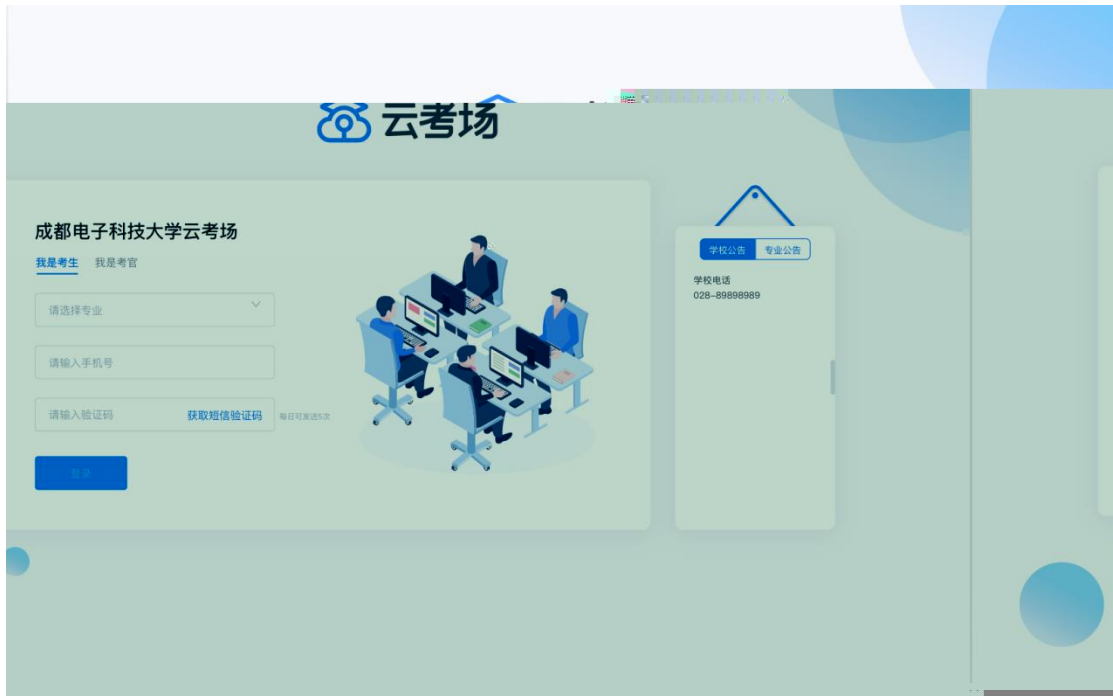 云考场
成都电子科技大学云考场
我是考生 我是考官
请选择专业
请输入手机号
请输入验证码 获取短信验证码 每日可发送5次
登录
学校公告 专业公告
学校电话
028-89898989